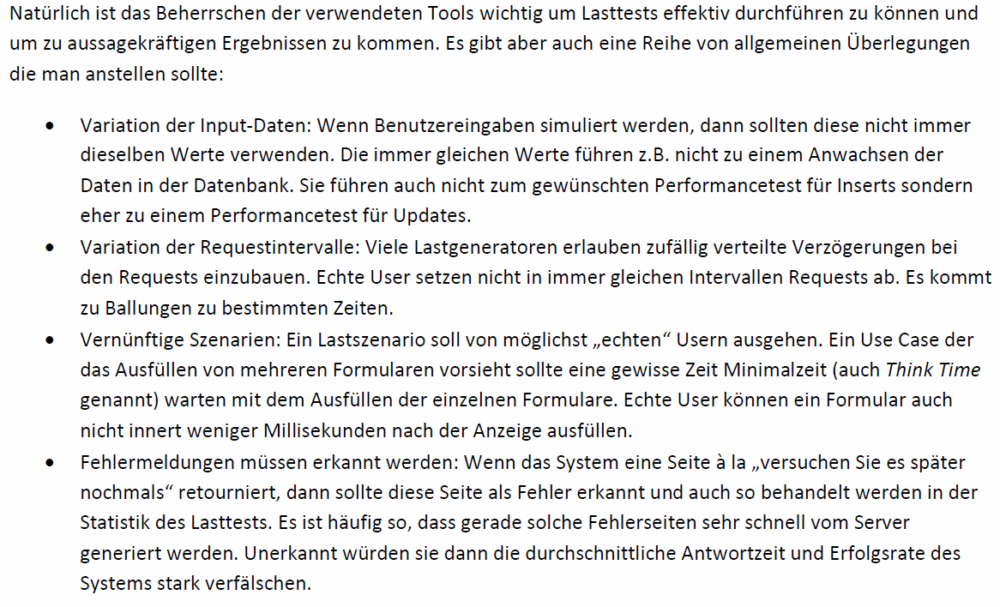 Natürlich ist das Beherrschen der verwendeten Tools wichtig um Lasttests effektiv durchführen zu können und
um zu aussagekräftigen Ergebnissen zu kommen. Es gibt aber auch eine Reihe von allgemeinen Überlegungen
die man anstellen sollte:
• Variation der Input-Daten: Wenn Benutzereingaben simuliert werden, dann sollten diese nicht immer
dieselben Werte verwenden. Die immer gleichen Werte führen z.B. nicht zu einem Anwachsen der
Daten in der Datenbank. Sie führen auch nicht zum gewünschten Performancetest für Inserts sondern
eher zu einem Performancetest für Updates.
• Variation der Requestintervalle: Viele Lastgeneratoren erlauben zufällig verteilte Verzögerungen bei
den Requests einzubauen. Echte User setzen nicht in immer gleichen Intervallen Requests ab. Es kommt
zu Ballungen zu bestimmten Zeiten.
• Vernünftige Szenarien: Ein Lastszenario soll von möglichst „echten“ Usern ausgehen. Ein Use Case der
das Ausfüllen von mehreren Formularen vorsieht sollte eine gewisse Zeit Minimalzeit (auch Think Time
genannt) warten mit dem Ausfüllen der einzelnen Formulare. Echte User können ein Formular auch
nicht innert weniger Millisekunden nach der Anzeige ausfüllen.
• Fehlermeldungen müssen erkannt werden: Wenn das System eine Seite à la „versuchen Sie es später
nochmals“ retourniert, dann sollte diese Seite als Fehler erkannt und auch so behandelt werden in der
Statistik des Lasttests. Es ist häufig so, dass gerade solche Fehlerseiten sehr schnell vom Server
generiert werden. Unerkannt würden sie dann die durchschnittliche Antwortzeit und Erfolgsrate des
Systems stark verfälschen.